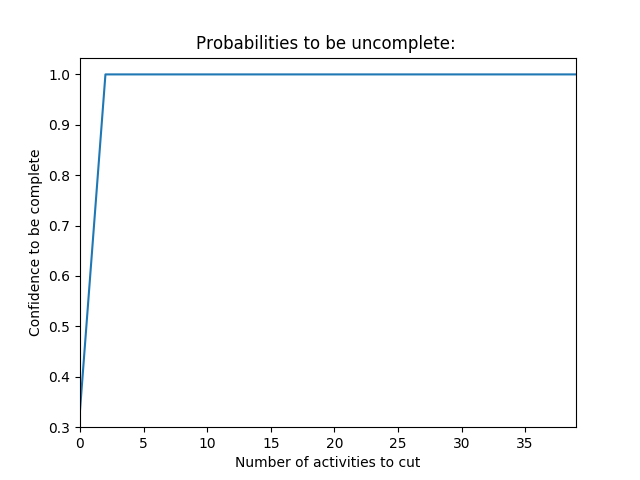 Probabilities to be uncomplete:
1.0
0.9
0.8
0.7
0.6
0.5
0.4
0.3
Confidence to be complete
0 5 10 15 20 25 30 35
Number of activities to cut